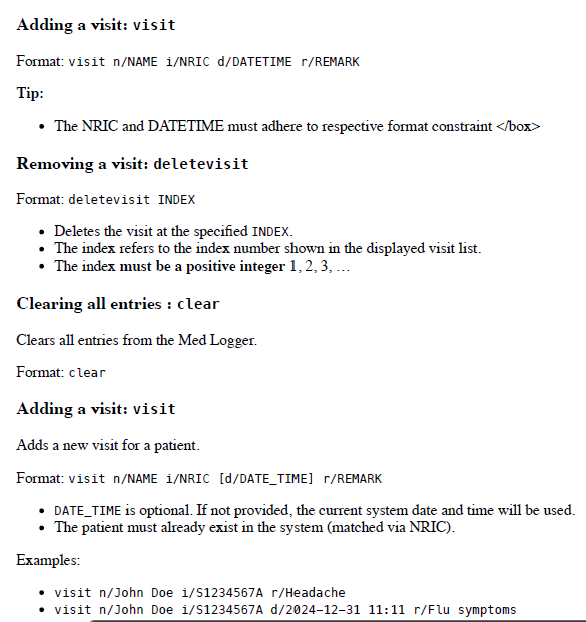 Adding a visit: visit
Format: visit n/NAME i/NRIC d/DATETIME r/REMARK
Tip:
• The NRIC and DATETIME must adhere to respective format constraint </box>
Removing a visit: deletevisit
Format: deletevisit INDEX
• Deletes the visit at the specified INDEX.
• The index refers to the index number shown in the displayed visit list.
• The index must be a positive integer 1, 2, 3, …
Clearing all entries : clear
Clears all entries from the Med Logger.
Format: clear
Adding a visit: visit
Adds a new visit for a patient.
Format: visit n/NAME i/NRIC [d/DATE_TIME] r/REMARK
• DATE_TIME is optional. If not provided, the current system date and time will be used.
• The patient must already exist in the system (matched via NRIC).
Examples:
• visit n/John Doe i/S1234567A r/Headache
• visit n/John Doe i/S1234567A d/2024-12-31 11:11 r/Flu symptoms